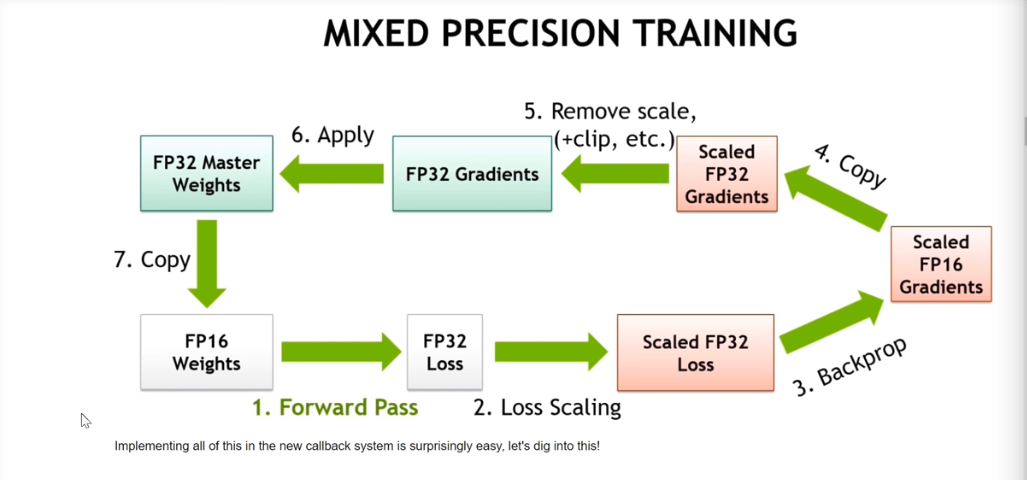 MIXED PRECISION TRAINING
5. Remove scale,
(+clip, etc.)
6. Apply
4. Copy
FP32 Master
Weights
FP32 Gradients
Scaled
FP32
Gradients
Scaled
FP16
Gradients
7. Copy
FP16
Weights
FP32
Loss
Scaled FP32
Loss
3. Backprop
1. Forward Pass
2. Loss Scaling
Implementing all of this in the new callback system is surprisingly easy, let's dig into this!